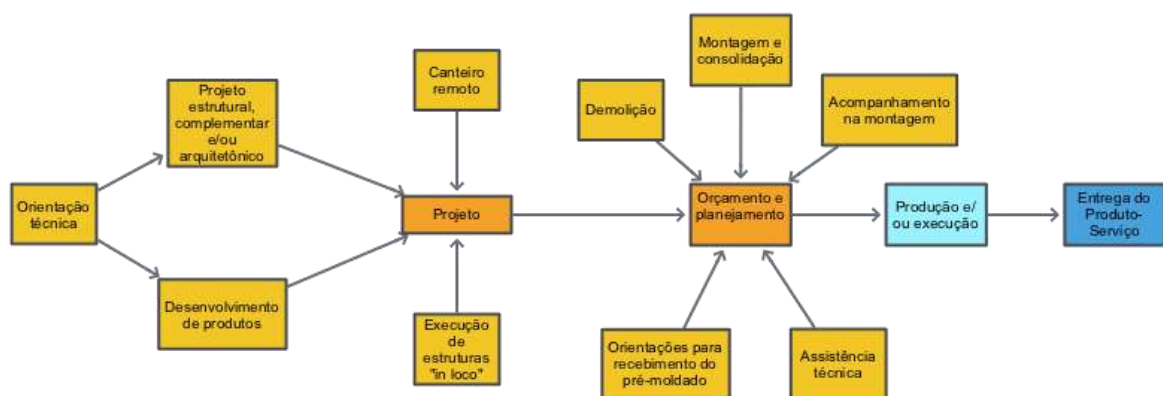 Montagem e
consolidação
Canteiro
remoto
Projeto
estrutural,
complementar
e/ou
arquitetônico
Demolição
Acompanhamento
na montagem
Orientação
técnica
Projeto
Orçamento e
planejamento
Produção e/
ou execução
Entrega do
Produto-
Serviço
Desenvolvimento
de produtos
Execução
de
estruturas
"in loco"
Orientações para
recebimento do
pré-moldado
Assistência
técnica